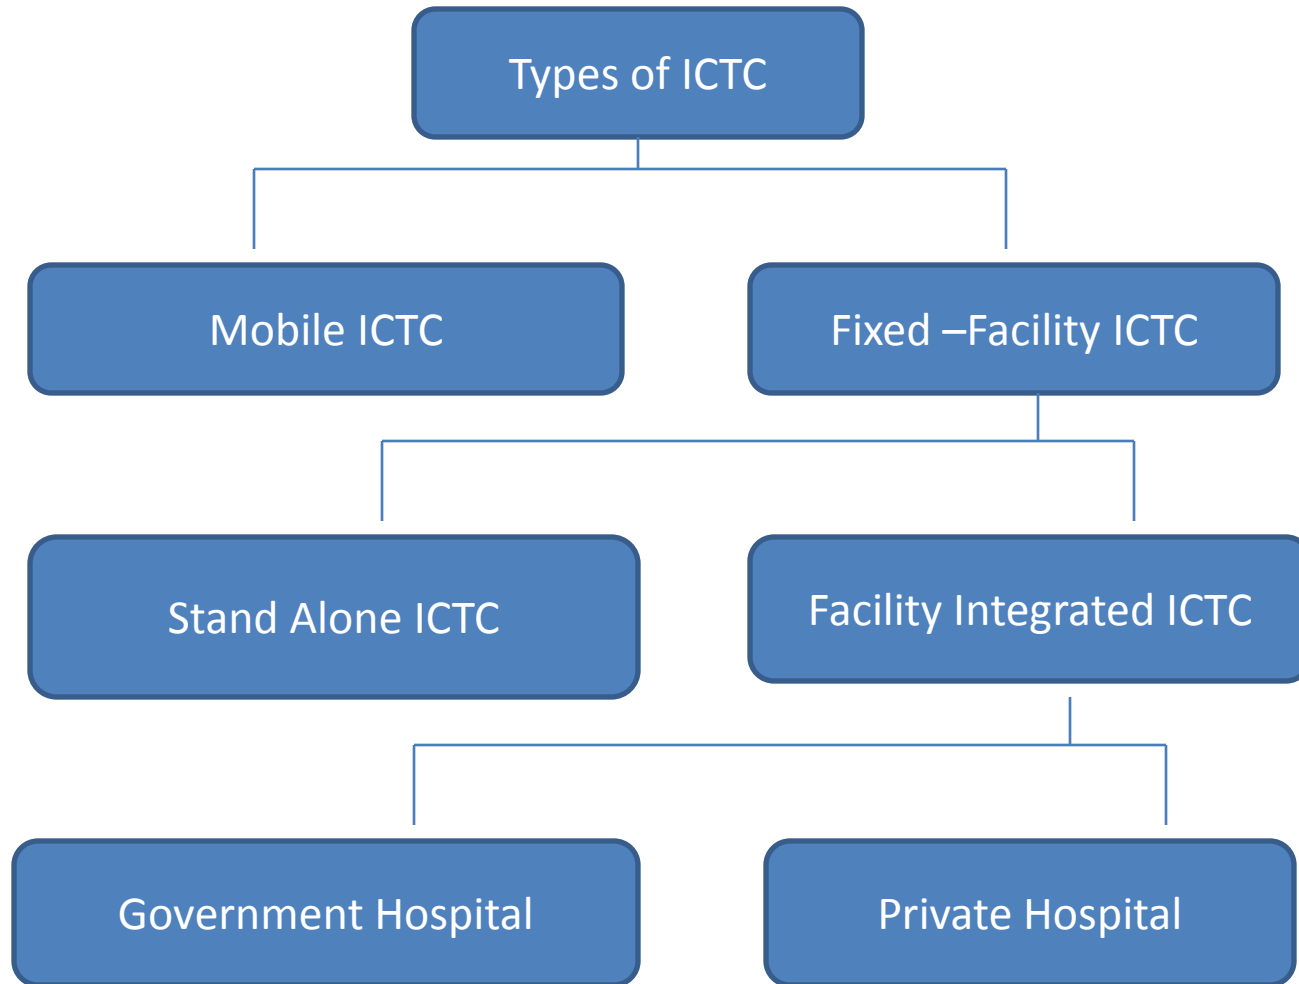 Types of ICTC
Mobile ICTC
Fixed –Facility ICTC
Stand Alone ICTC
Facility Integrated ICTC
Government Hospital
Private Hospital